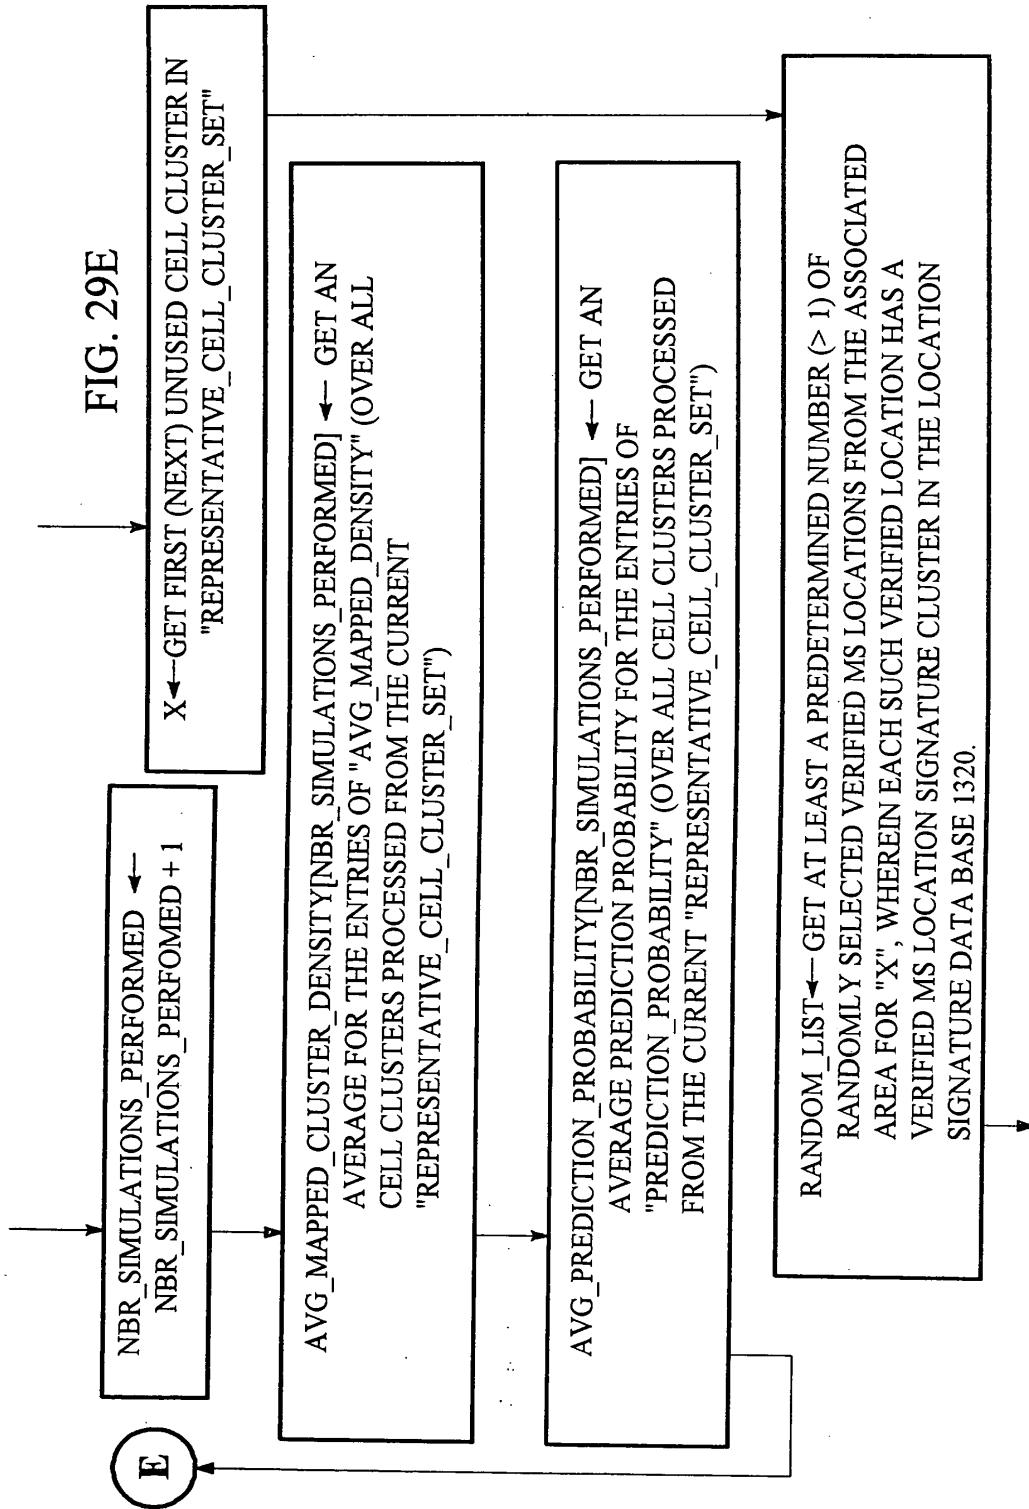 FIG. 29E
NBR_SIMULATIONS_PERFORMED ←
NBR_SIMULATIONS_PERFOMED + 1
X←GET FIRST (NEXT) UNUSED CELL CLUSTER IN
"REPRESENTATIVE_CELL_CLUSTER_SET"
AVG_MAPPED_CLUSTER_DENSITY[NBR_SIMULATIONS_PERFORMED] ← GET AN
AVERAGE FOR THE ENTRIES OF "AVG_MAPPED_DENSITY" (OVER ALL
CELL CLUSTERS PROCESSED FROM THE CURRENT
"REPRESENTATIVE_CELL_CLUSTER_SET")
AVG_PREDICTION_PROBABILITY[NBR_SIMULATIONS_PERFORMED] ← GET AN
AVERAGE PREDICTION PROBABILITY FOR THE ENTRIES OF
"PREDICTION_PROBABILITY" (OVER ALL CELL CLUSTERS PROCESSED
FROM THE CURRENT "REPRESENTATIVE_CELL_CLUSTER_SET")
E
RANDOM_LIST← GET AT LEAST A PREDETERMINED NUMBER (> 1) OF
RANDOMLY SELECTED VERIFIED MS LOCATIONS FROM THE ASSOCIATED
AREA FOR "X", WHEREIN EACH SUCH VERIFIED LOCATION HAS A
VERIFIED MS LOCATION SIGNATURE CLUSTER IN THE LOCATION
SIGNATURE DATA BASE 1320.